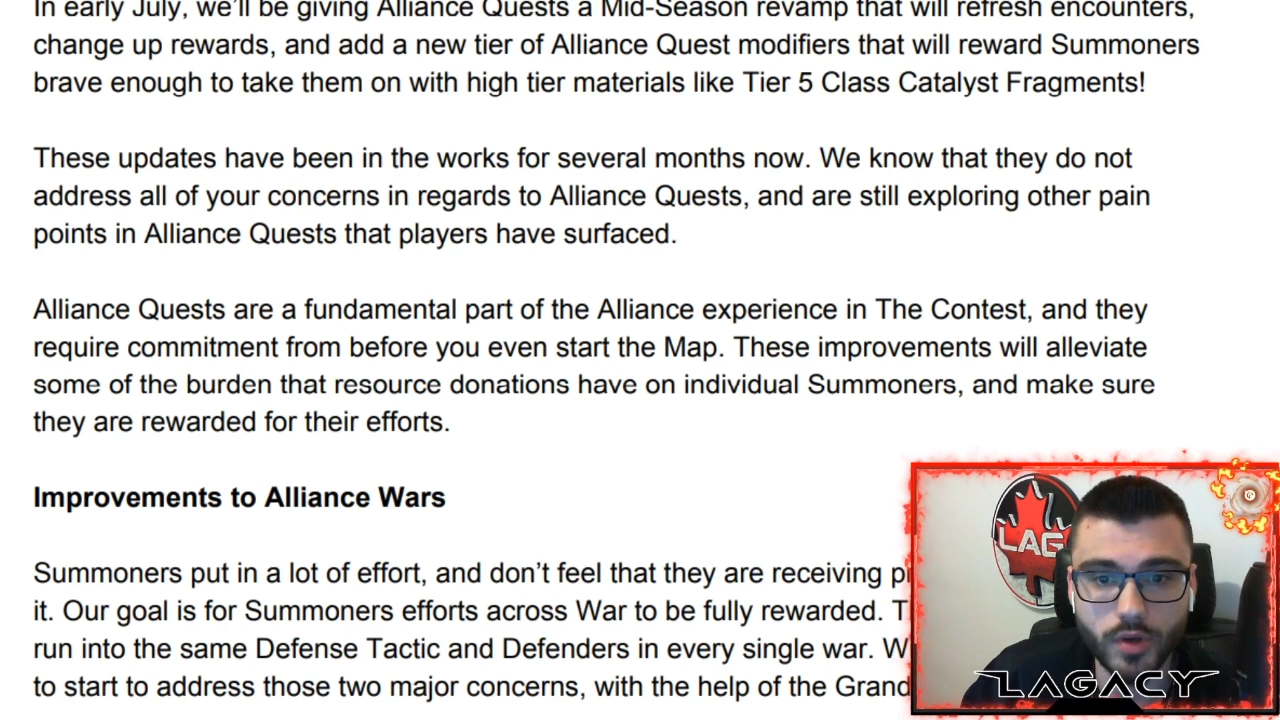 In early July, we'll be giving Alliance Quests a Mid-Season revamp that will refresh encounters,
change up rewards, and add a new tier of Alliance Quest modifiers that will reward Summoners
brave enough to take them on with high tier materials like Tier 5 Class Catalyst Fragments!
These updates have been in the works for several months now. We know that they do not
address all of your concerns in regards to Alliance Quests, and are still exploring other pain
points in Alliance Quests that players have surfaced.
Alliance Quests are a fundamental part of the Alliance experience in The Contest, and they
require commitment from before you even start the Map. These improvements will alleviate
some of the burden that resource donations have on individual Summoners, and make sure
they are rewarded for their efforts.
Improvements to Alliance Wars
Summoners put in a lot of effort, and don't feel that they are receiving
it. Our goal is for Summoners efforts across War to be fully rewarded.
run into the same Defense Tactic and Defenders in every single war.
to start to address those two major concerns, with the help of the Grand
LAG
LAGACY